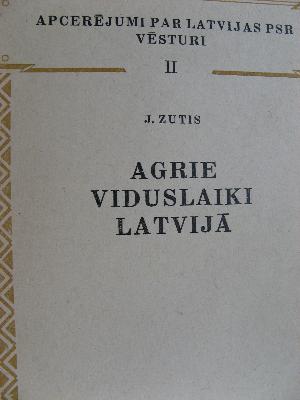 APCERĒJUMI PAR LATVIJAS PSR
VĒSTURI
II
J. ZUTIS
AGRIE
VIDUSLAIKI
LATVIJĀ